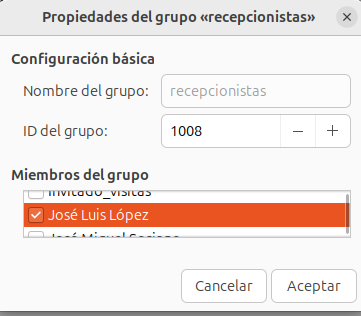 Propiedades del grupo «recepcionistas»
Configuración básica
Nombre del grupo: recepcionistas
ID del grupo: 1008
Miembros del grupo
Invitado_visitas
José Luis López
José Miguel Soriano
Cancelar Aceptar